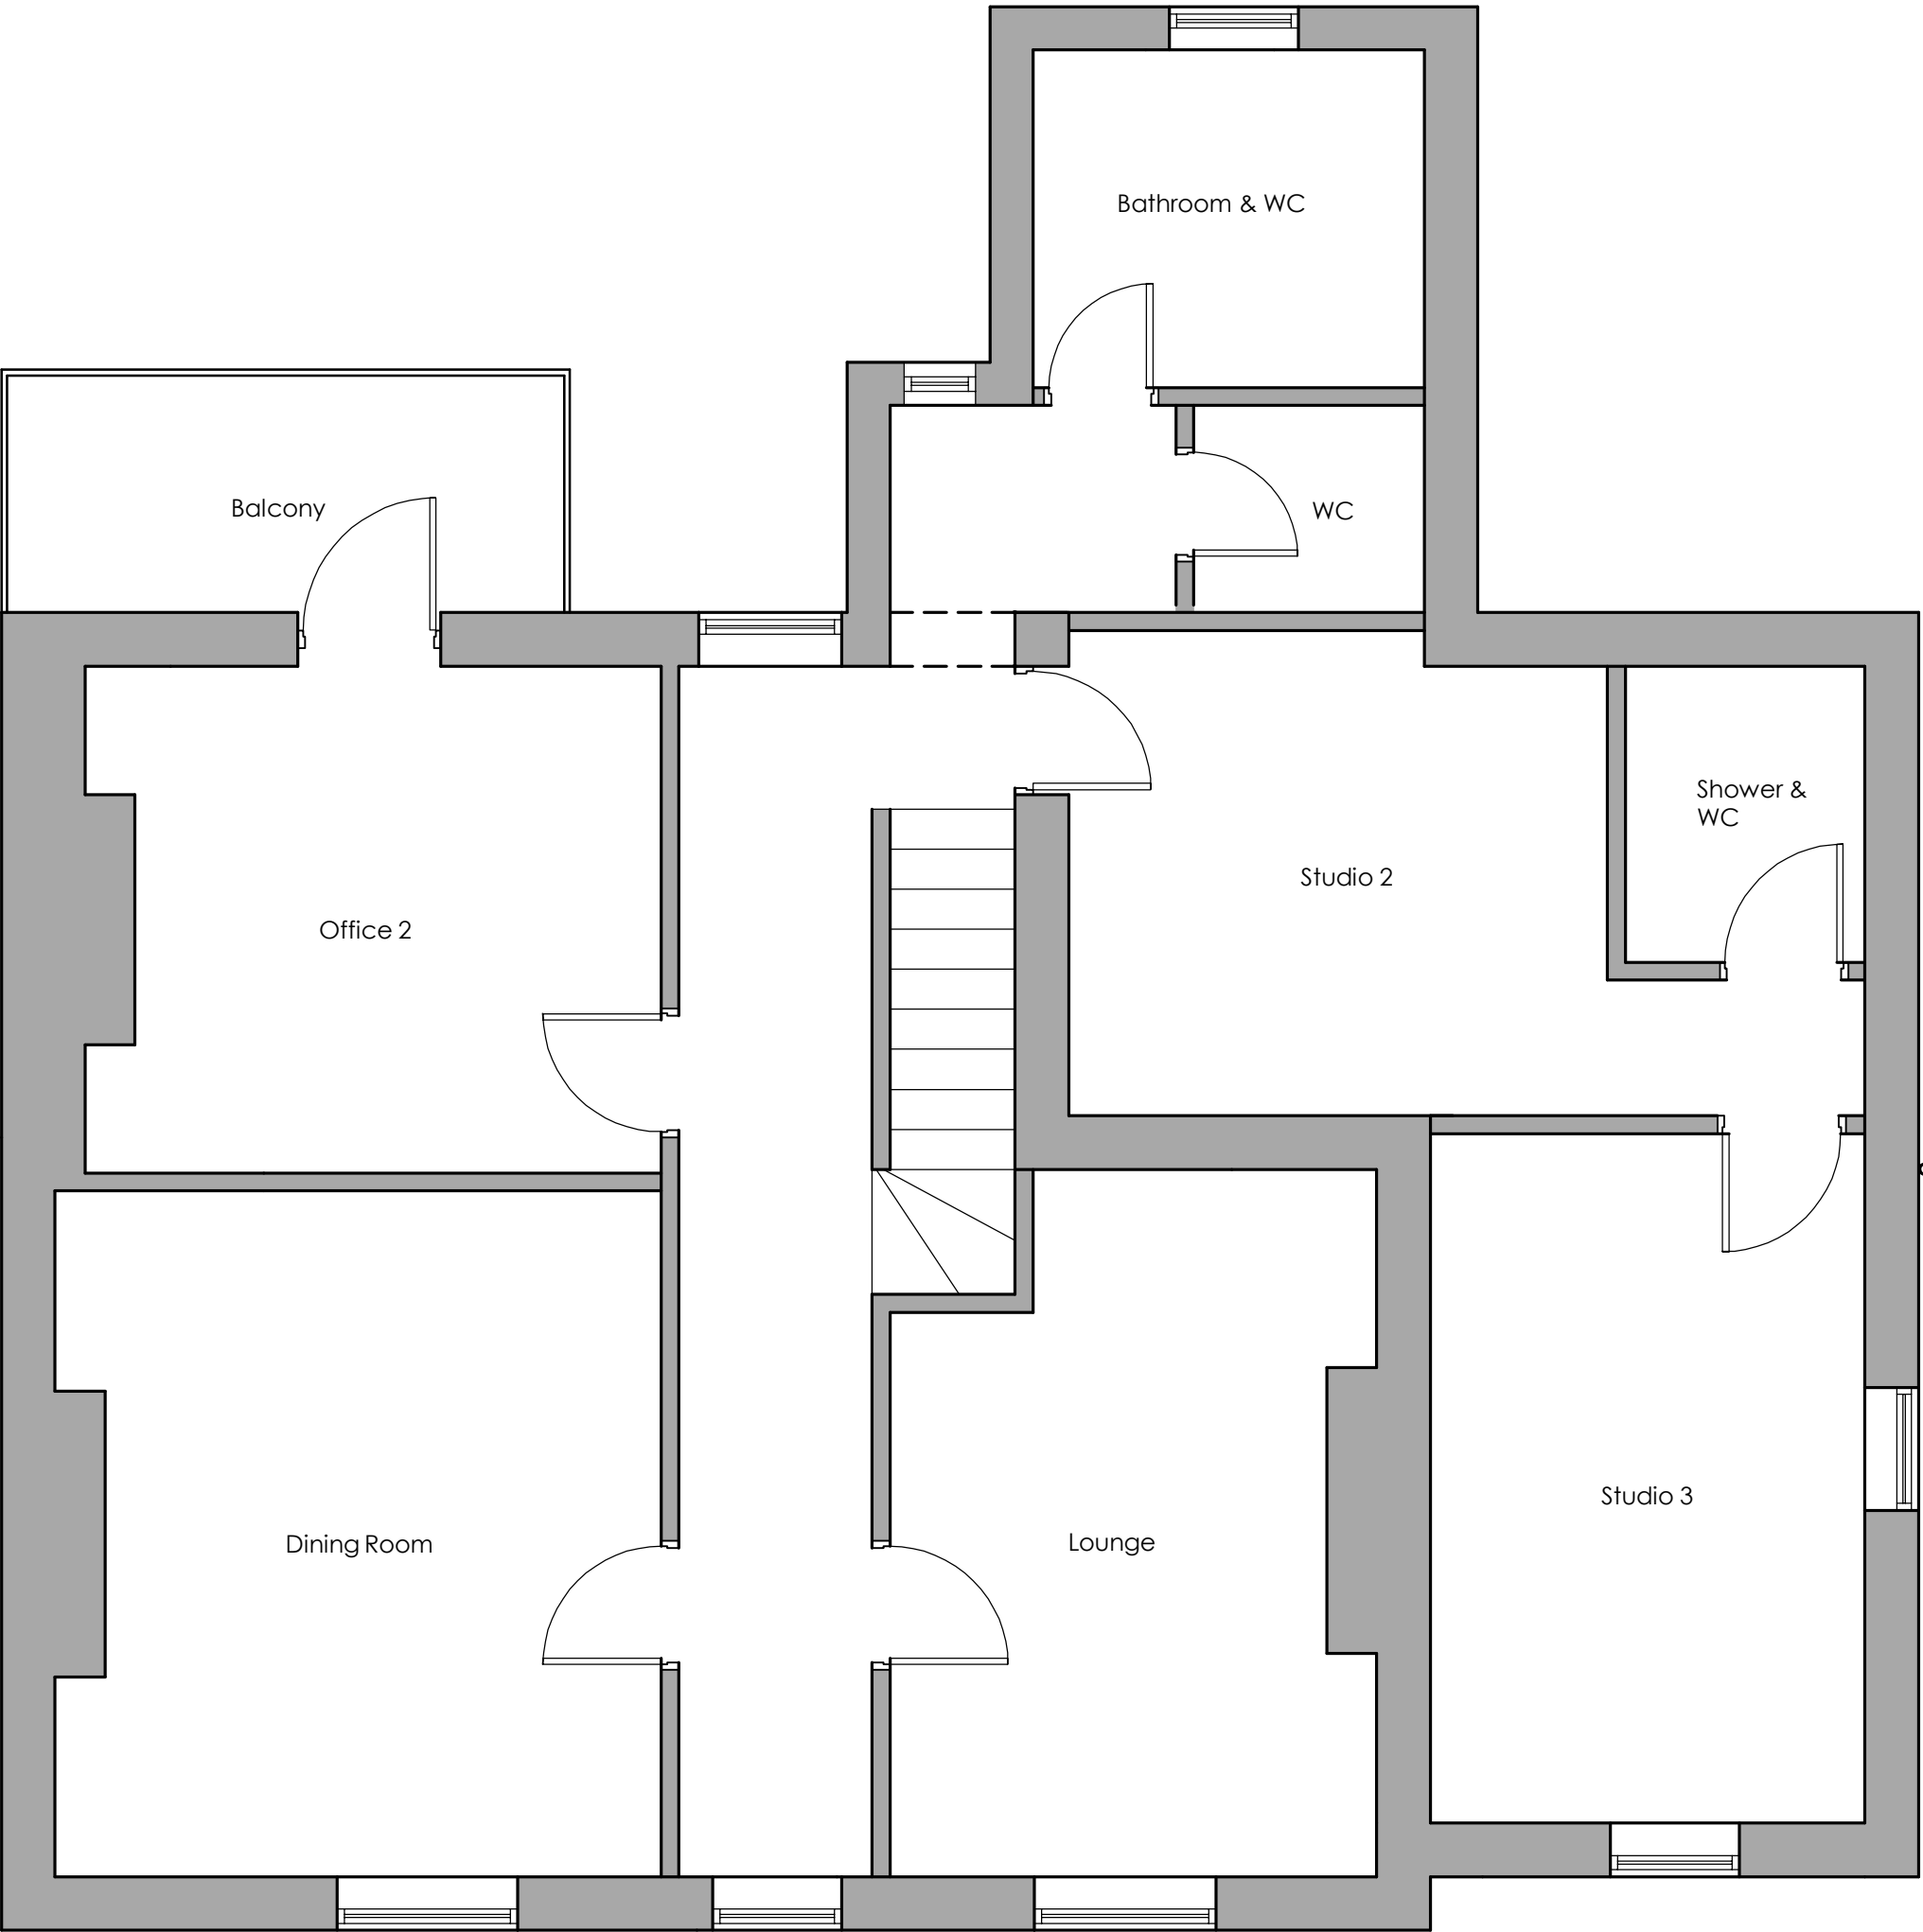 Bathroom & WC
Balcony
WC
Shower &
WC
Studio 2
Office 2
Studio 3
Dining Room
Lounge